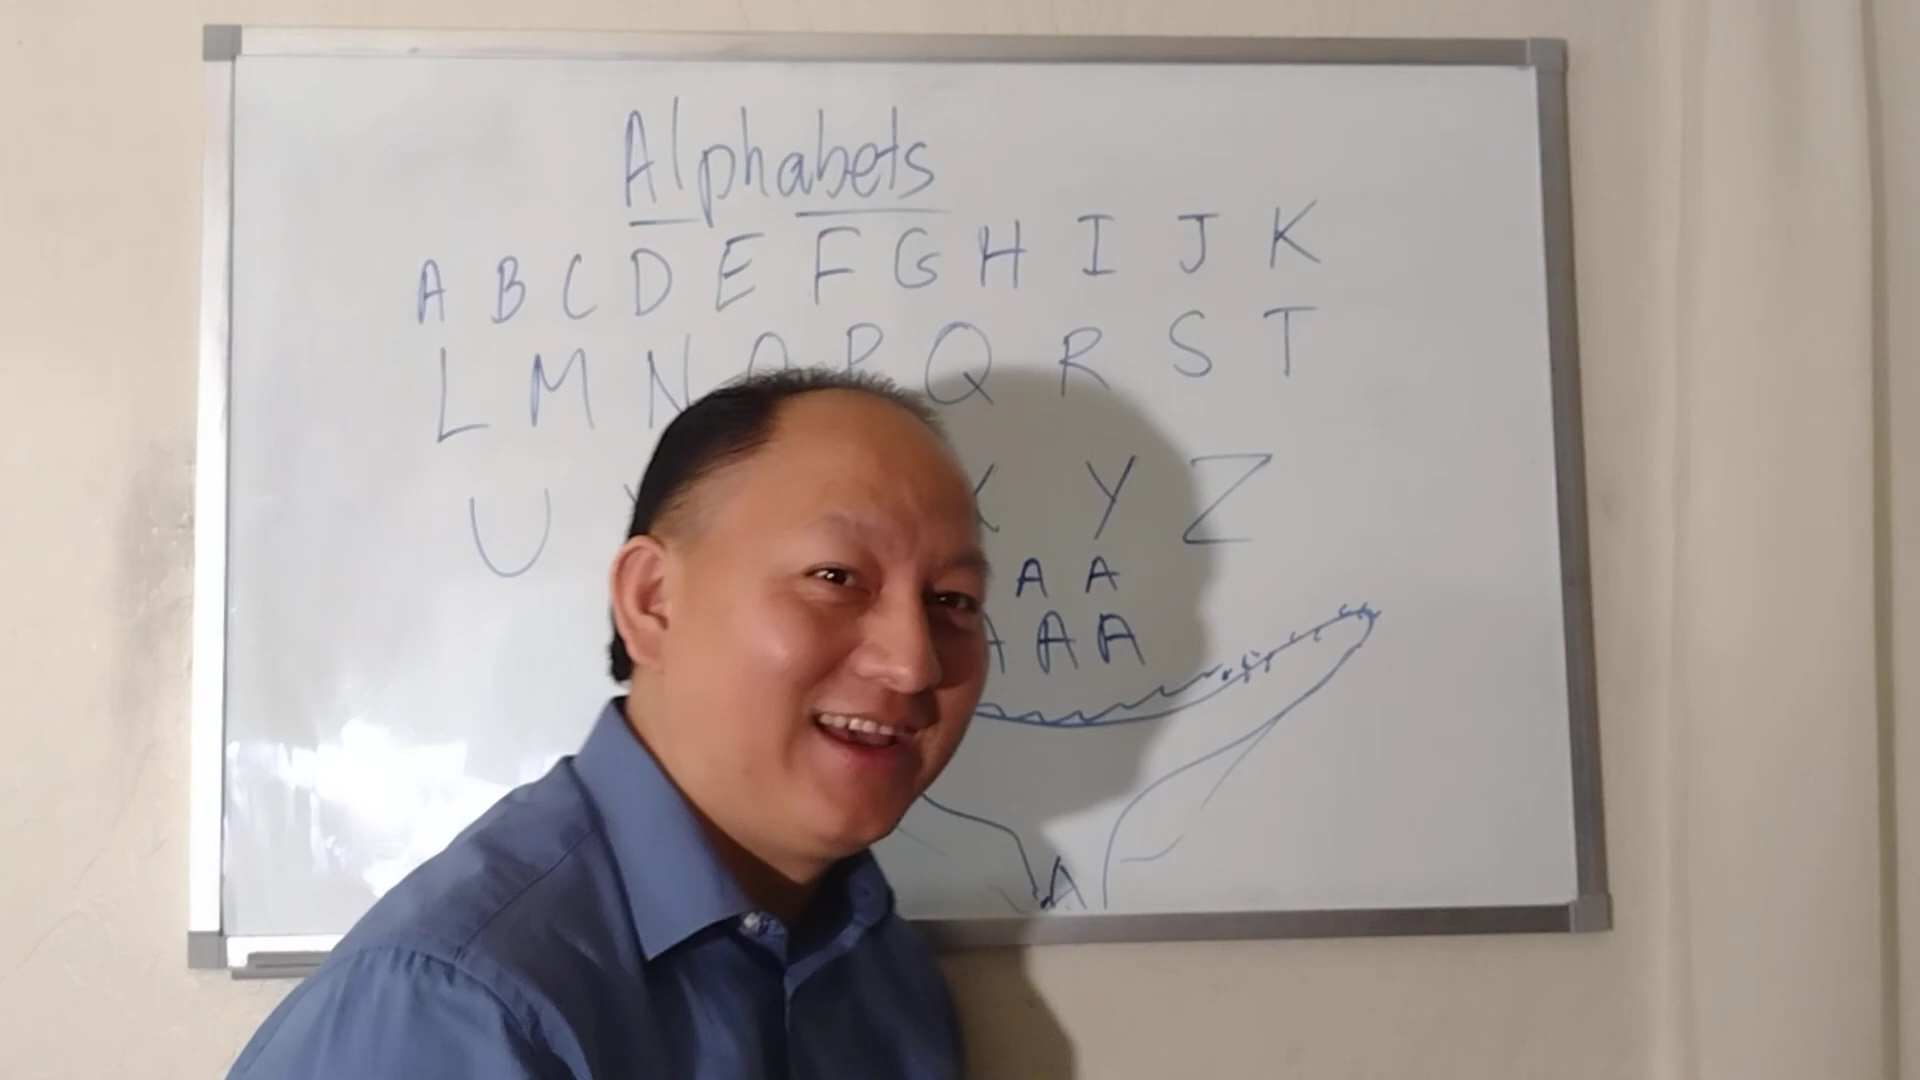 Alphabets
A B C D E F G H I J K
L M N O P Q R S T
U X Y Z
A A
A A A
A